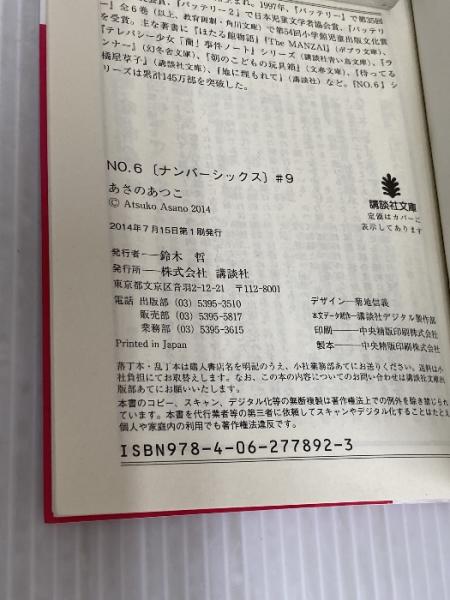 まれ。1997年、『バッテリー』で第35回
『バッテリー2』で日本児童文学者協会賞、『バッテリ
ー』全6巻(以上、教育画劇・角川文庫)で第54回小学館児童出版文化賞
を受賞。主な著書に『ほたる館物語』『The MANZAI』(ポプラ文庫)、
『テレパシー少女「蘭」事件ノート』シリーズ(講談社青い鳥文庫)、『ラ
ンナー』(幻冬舎文庫)、『朝のこどもの玩具箱』(文春文庫)、『待ってる
橘屋草子』(講談社文庫)、『地に埋もれて』(講談社)など。『NO.6』シ
リーズは累計145万部を突破した。
NO.6〔ナンバーシックス〕#9
あさのあつこ
© Atsuko Asano 2014
2014年7月15日第1刷発行
講談社文庫
定価はカバーに
表示してあります
発行者――鈴木 哲
発行所――株式会社 講談社
東京都文京区音羽2-12-21 〒112-8001
電話 出版部 (03) 5395-3510
販売部 (03) 5395-5817
業務部 (03) 5395-3615
Printed in Japan
デザイン―菊地信義
本文データ制作―講談社デジタル製作部
印刷――中央精版印刷株式会社
製本――中央精版印刷株式会社
落丁本・乱丁本は購入書店名を明記のうえ、小社業務部あてにお送りください。送料は小
社負担にてお取替えします。なお、この本の内容についてのお問い合わせは講談社文庫出
版部あてにお願いいたします。
本書のコピー、スキャン、デジタル化等の無断複製は著作権法上での例外を除き禁じられ
ています。本書を代行業者等の第三者に依頼してスキャンやデジタル化することはたとえ
個人や家庭内の利用でも著作権法違反です。
ISBN978-4-06-277892-3